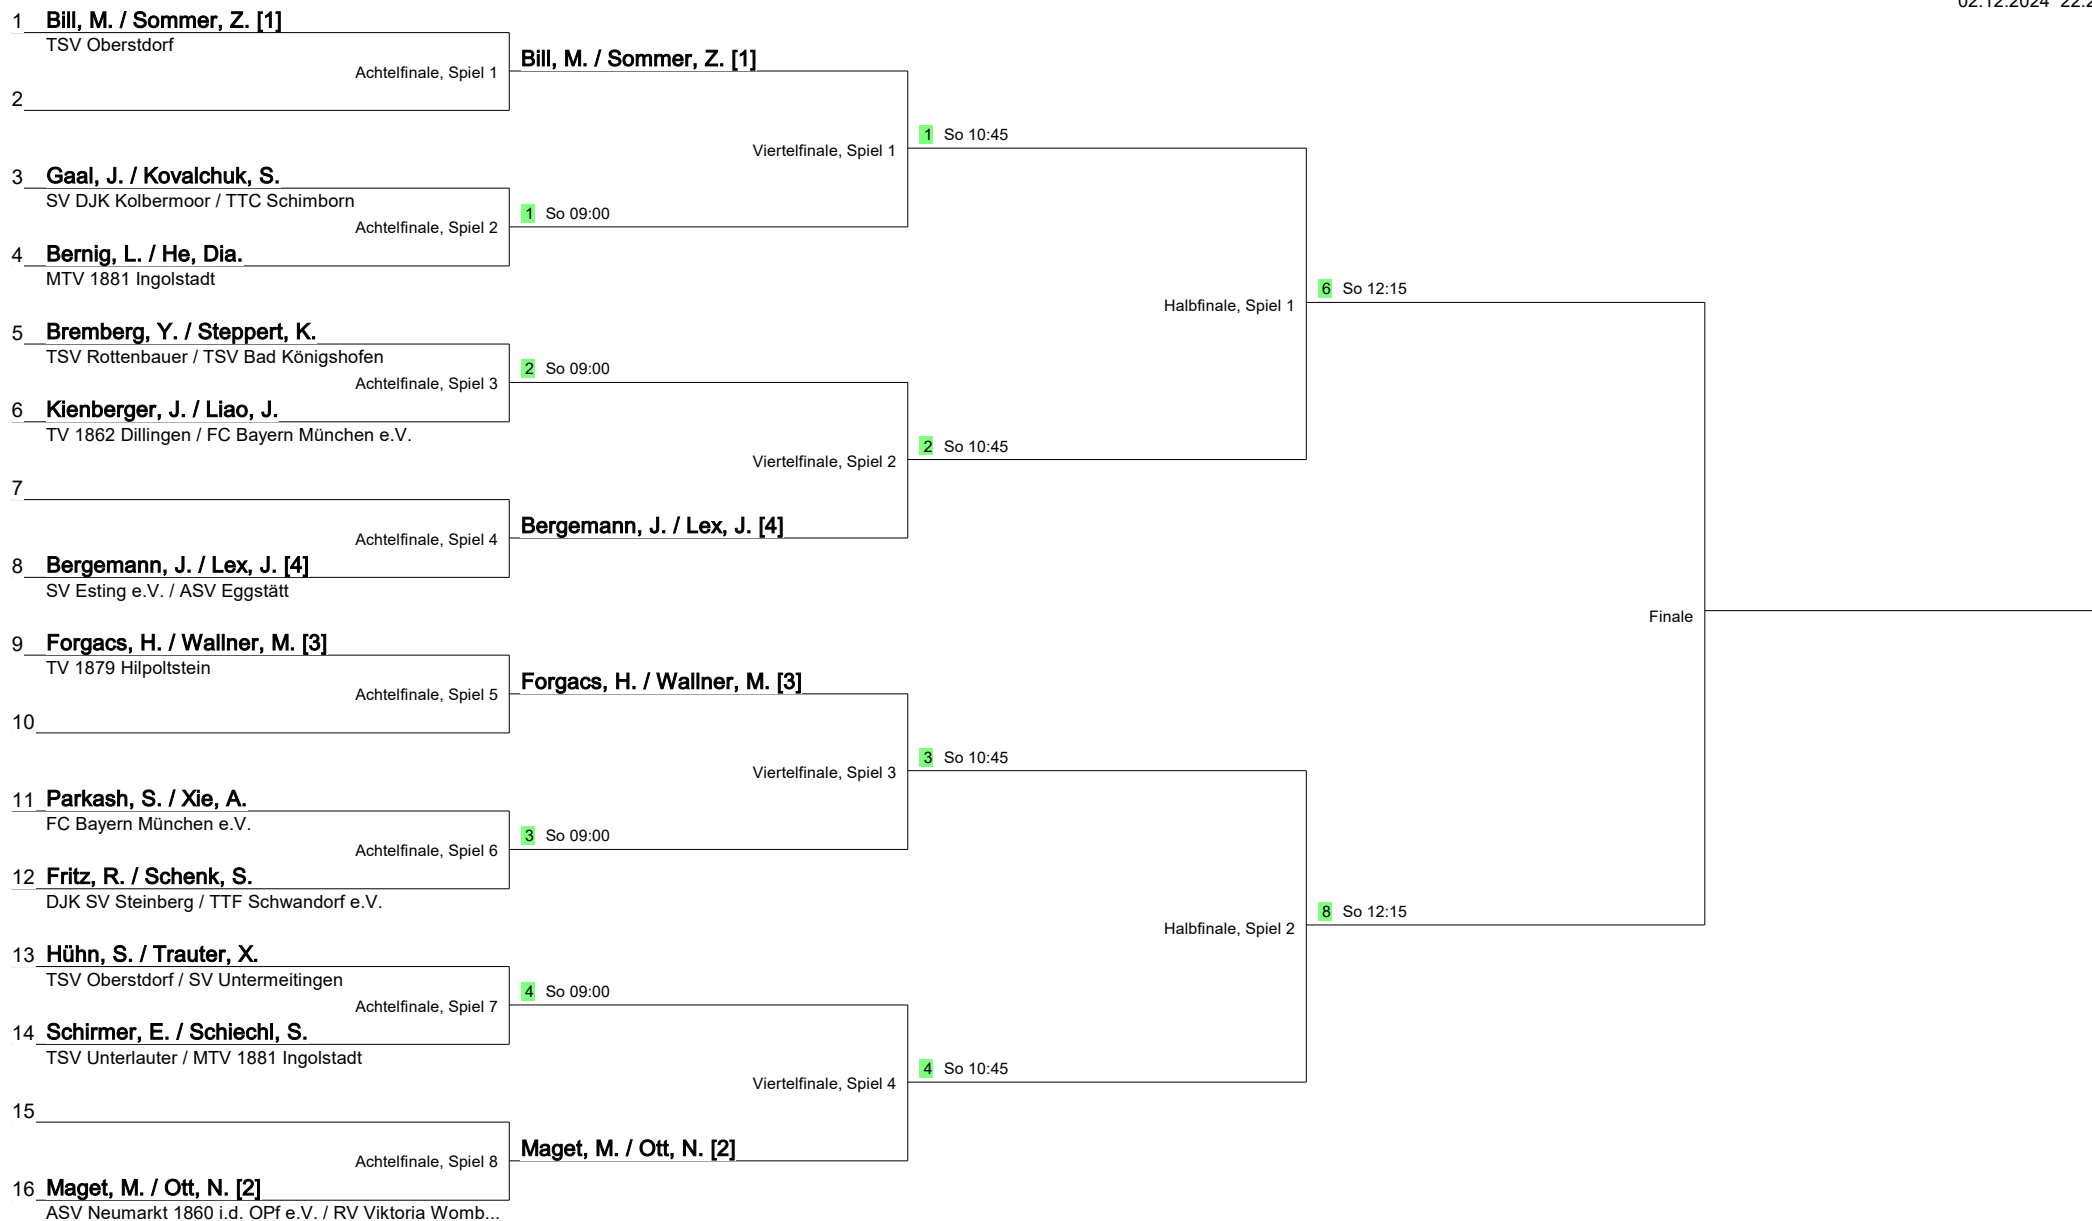 02.12.2024
1 Bill, M. / Sommer, Z. [1]
TSV Oberstdorf
Achtelfinale, Spiel 1
Bill, M. / Sommer, Z. [1]
2
Viertelfinale, Spiel 1
1 So 10:45
3 Gaal, J. / Kovalchuk, S.
SV DJK Kolbermoor / TTC Schimborn
Achtelfinale, Spiel 2
1 So 09:00
4 Bernig, L. / He, Dia.
MTV 1881 Ingolstadt
Halbfinale, Spiel 1
6 So 12:15
5 Bremberg, Y. / Steppert, K.
TSV Rottenbauer / TSV Bad Königshofen
Achtelfinale, Spiel 3
2 So 09:00
6 Kienberger, J. / Liao, J.
TV 1862 Dillingen / FC Bayern München e.V.
Viertelfinale, Spiel 2
2 So 10:45
7
Achtelfinale, Spiel 4
Bergemann, J. / Lex, J. [4]
8 Bergemann, J. / Lex, J. [4]
SV Esting e.V. / ASV Eggstätt
Finale
9 Forgacs, H. / Wallner, M. [3]
TV 1879 Hilpoltstein
Achtelfinale, Spiel 5
Forgacs, H. / Wallner, M. [3]
10
Viertelfinale, Spiel 3
3 So 10:45
11 Parkash, S. / Xie, A.
FC Bayern München e.V.
Achtelfinale, Spiel 6
3 So 09:00
12 Fritz, R. / Schenk, S.
DJK SV Steinberg / TTF Schwandorf e.V.
Halbfinale, Spiel 2
8 So 12:15
13 Hühn, S. / Trauter, X.
TSV Oberstdorf / SV Untermeitingen
Achtelfinale, Spiel 7
4 So 09:00
14 Schirmer, E. / Schiechl, S.
TSV Unterlauter / MTV 1881 Ingolstadt
Viertelfinale, Spiel 4
4 So 10:45
15
Achtelfinale, Spiel 8
Maget, M. / Ott, N. [2]
16 Maget, M. / Ott, N. [2]
ASV Neumarkt 1860 i.d. OPf e.V. / RV Viktoria Womb...